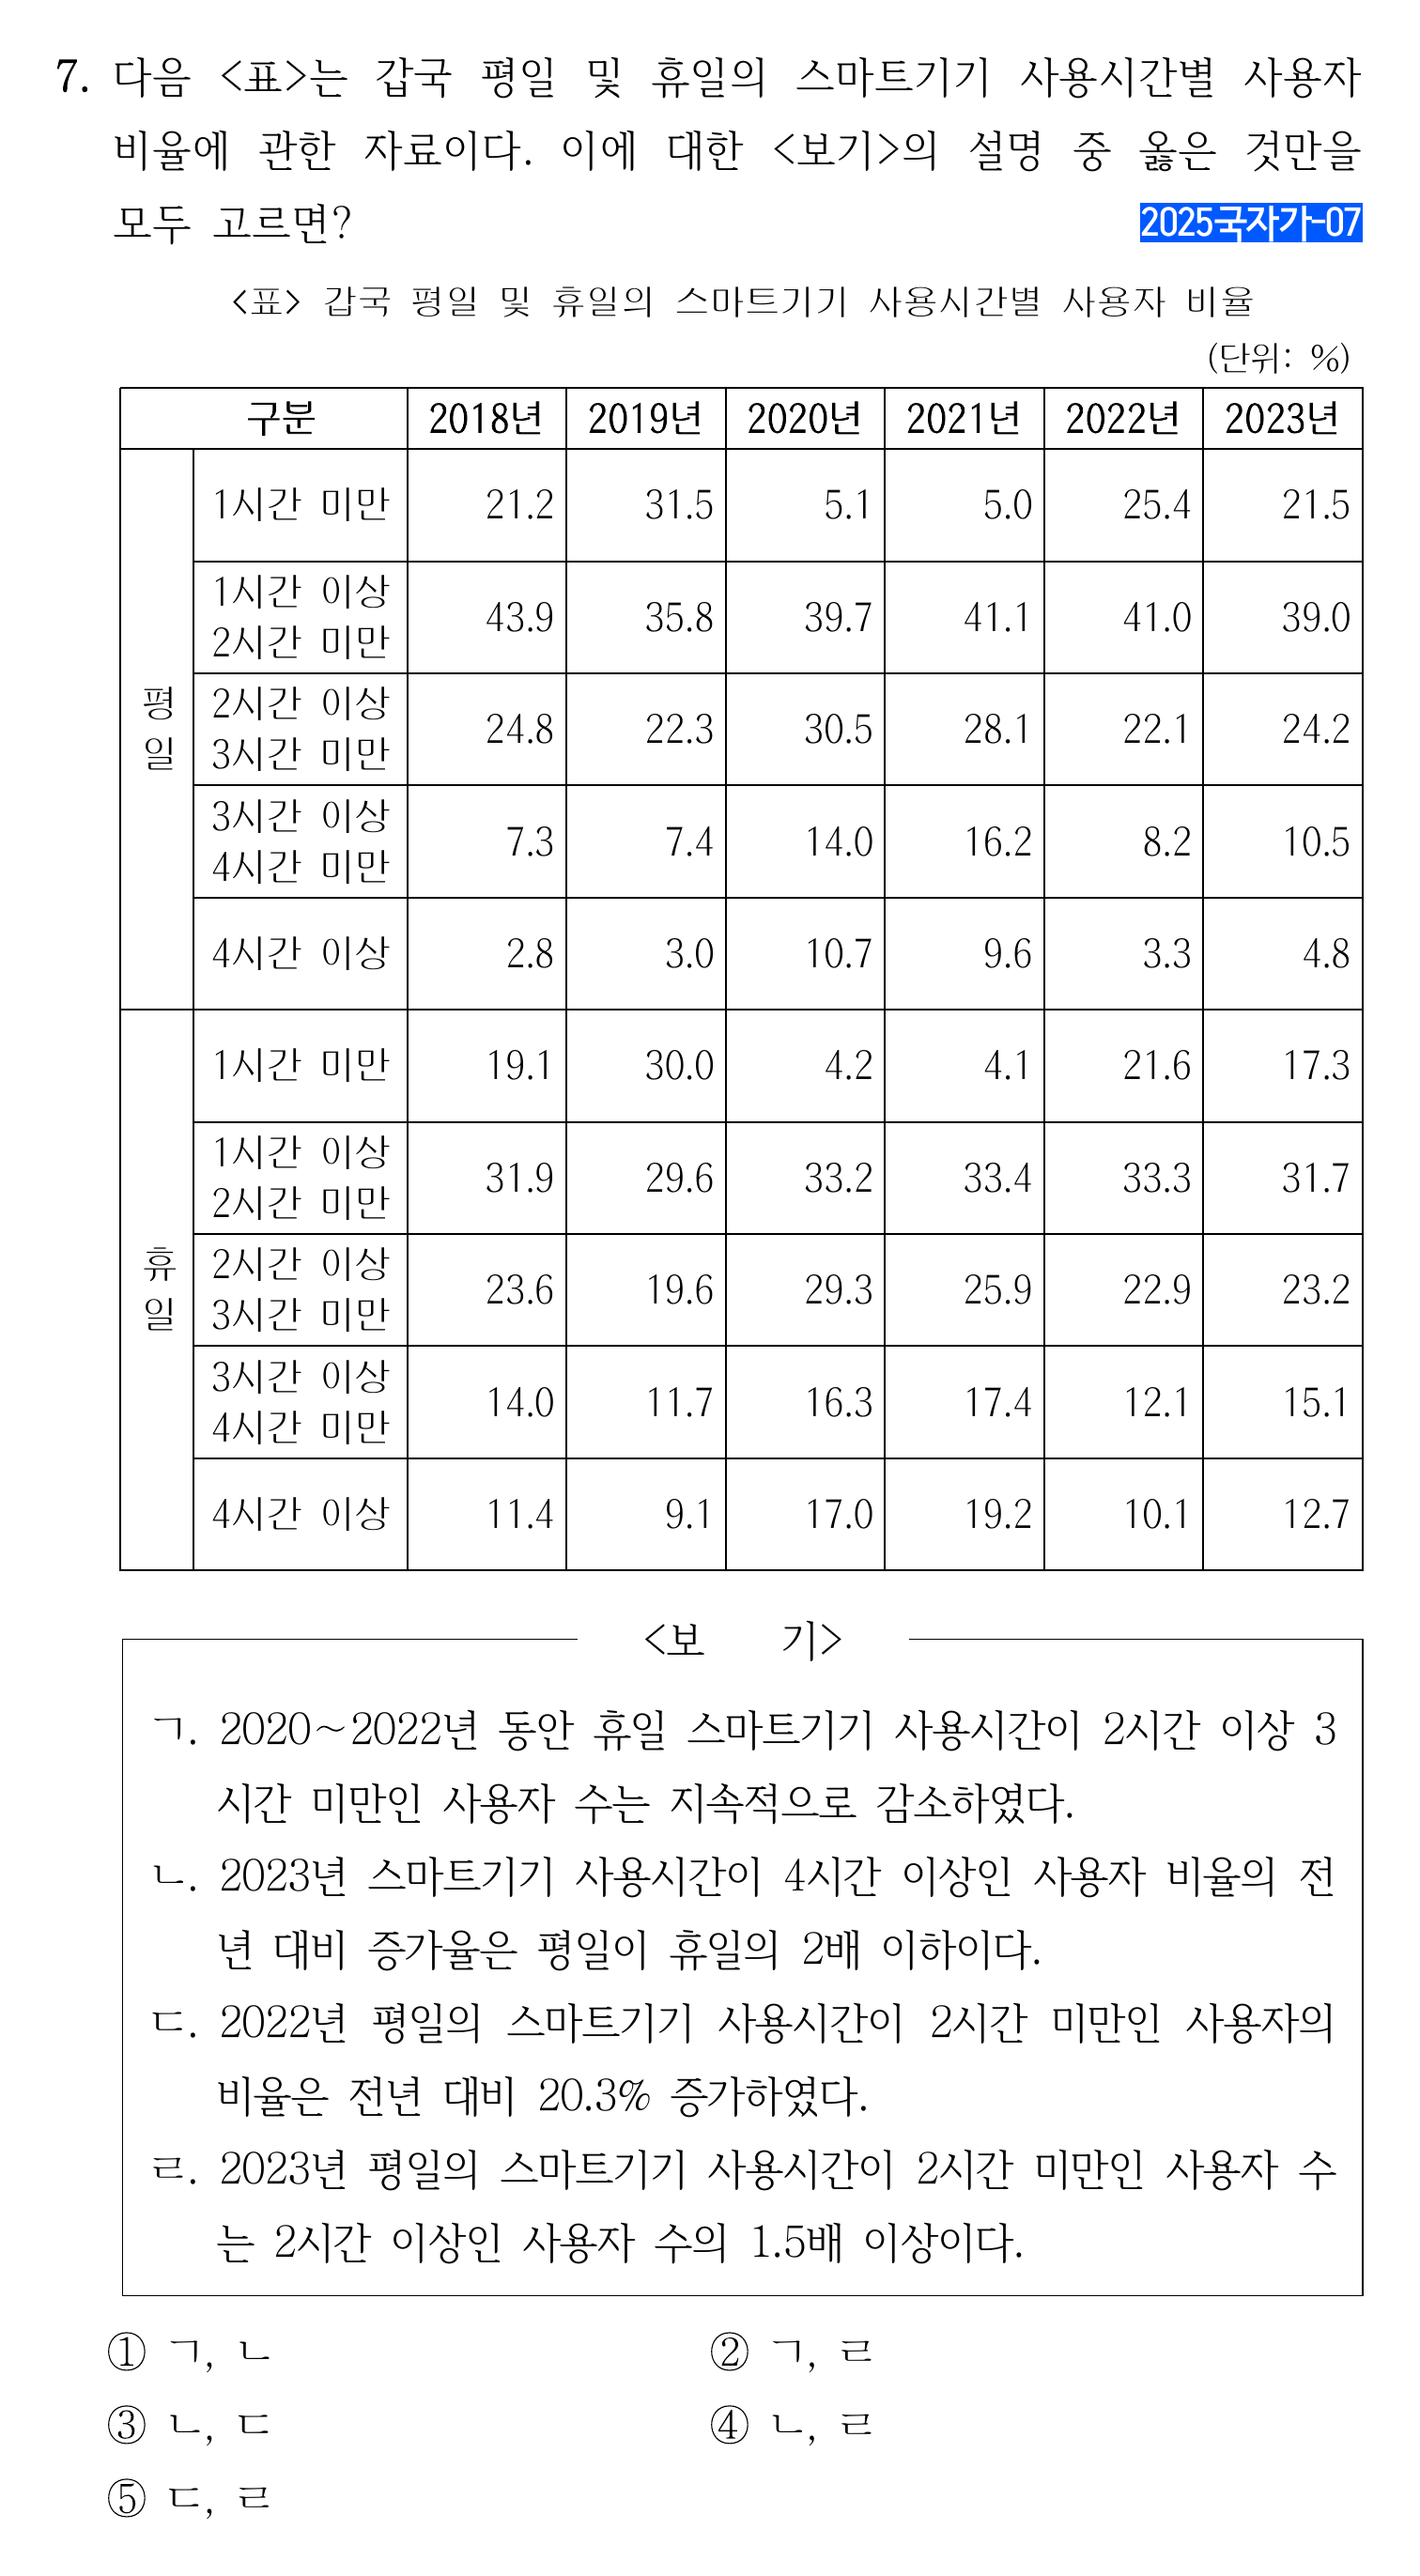 7. 다음 <표>는 갑국 평일 및 휴일의 스마트기기 사용시간별 사용자
비율에 관한 자료이다. 이에 대한 <보기>의 설명 중 옳은 것만을
모두 고르면?
2025국자가-07
<표> 갑국 평일 및 휴일의 스마트기기 사용시간별 사용자 비율
(단위: %)
구분 2018년 2019년 2020년 2021년 2022년 2023년
평일
1시간 미만 21.2 31.5 5.1 5.0 25.4 21.5
1시간 이상
2시간 미만 43.9 35.8 39.7 41.1 41.0 39.0
2시간 이상
3시간 미만 24.8 22.3 30.5 28.1 22.1 24.2
3시간 이상
4시간 미만 7.3 7.4 14.0 16.2 8.2 10.5
4시간 이상 2.8 3.0 10.7 9.6 3.3 4.8
휴일
1시간 미만 19.1 30.0 4.2 4.1 21.6 17.3
1시간 이상
2시간 미만 31.9 29.6 33.2 33.4 33.3 31.7
2시간 이상
3시간 미만 23.6 19.6 29.3 25.9 22.9 23.2
3시간 이상
4시간 미만 14.0 11.7 16.3 17.4 12.1 15.1
4시간 이상 11.4 9.1 17.0 19.2 10.1 12.7
<보 기>
ㄱ. 2020~2022년 동안 휴일 스마트기기 사용시간이 2시간 이상 3
시간 미만인 사용자 수는 지속적으로 감소하였다.
ㄴ. 2023년 스마트기기 사용시간이 4시간 이상인 사용자 비율의 전
년 대비 증가율은 평일이 휴일의 2배 이하이다.
ㄷ. 2022년 평일의 스마트기기 사용시간이 2시간 미만인 사용자의
비율은 전년 대비 20.3% 증가하였다.
ㄹ. 2023년 평일의 스마트기기 사용시간이 2시간 미만인 사용자 수
는 2시간 이상인 사용자 수의 1.5배 이상이다.
① ㄱ, ㄴ ② ㄱ, ㄹ
③ ㄴ, ㄷ ④ ㄴ, ㄹ
⑤ ㄷ, ㄹ